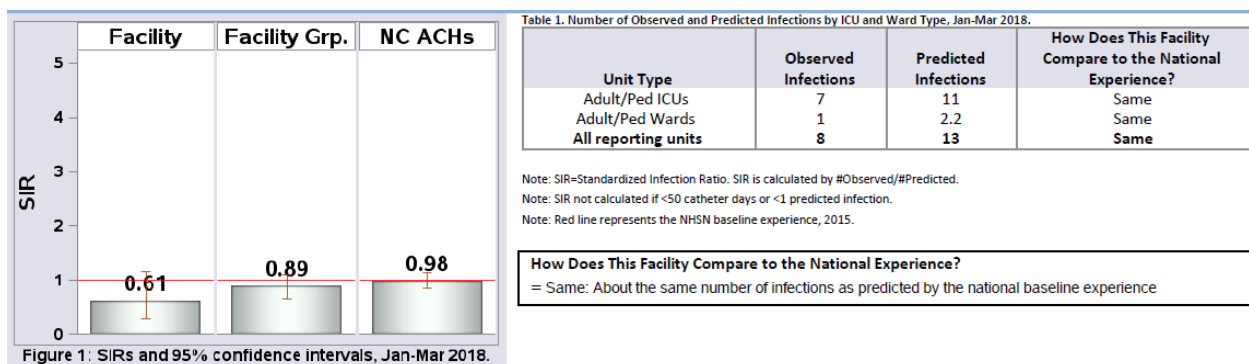 Facility Facility Grp. NC ACHs
5
4
3
2
1
0
SIR
0.61 0.89 0.98
Figure 1: SIRs and 95% confidence intervals, Jan-Mar 2018.
Table 1. Number of Observed and Predicted Infections by ICU and Ward Type, Jan-Mar 2018.
Unit Type Observed Infections Predicted Infections How Does This Facility Compare to the National Experience?
Adult/Ped ICUs 7 11 Same
Adult/Ped Wards 1 2.2 Same
All reporting units 8 13 Same
Note: SIR=Standardized Infection Ratio. SIR is calculated by #Observed/#Predicted.
Note: SIR not calculated if <50 catheter days or <1 predicted infection.
Note: Red line represents the NHSN baseline experience, 2015.
How Does This Facility Compare to the National Experience?
= Same: About the same number of infections as predicted by the national baseline experience